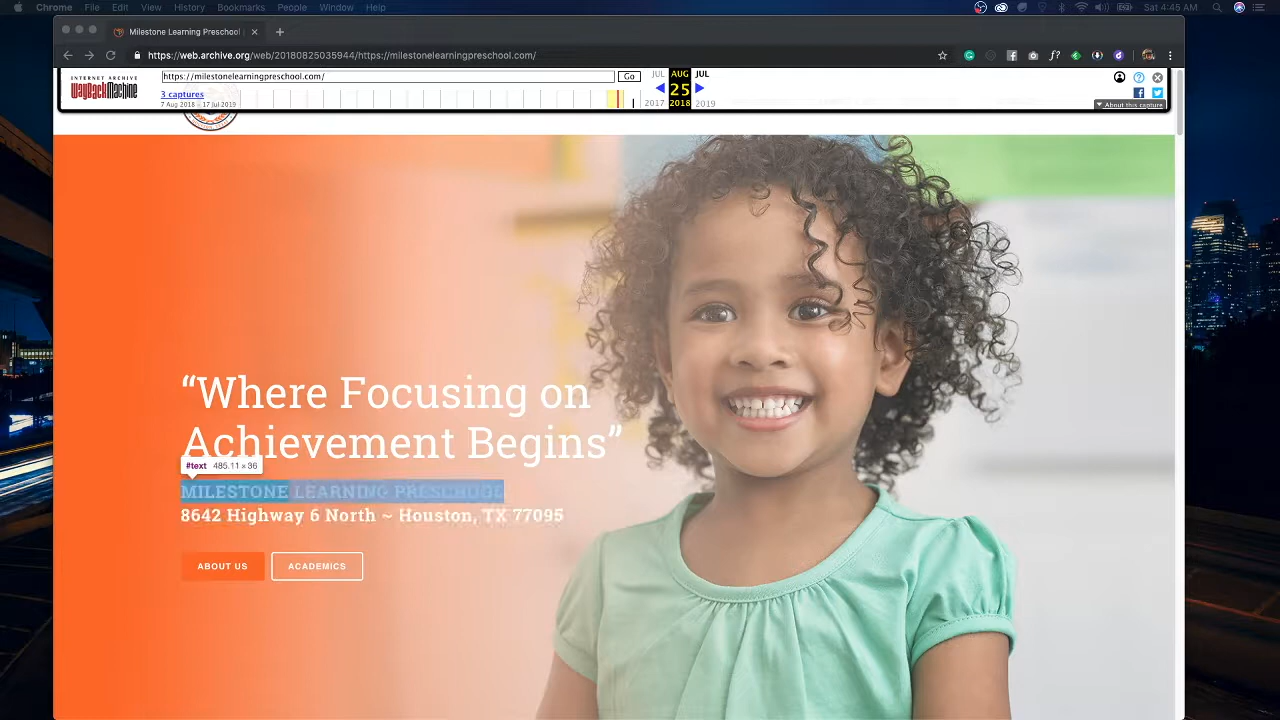 Chrome File Edit View History Bookmarks People Window Help Sat 4:45 AM
Milestone Learning Preschool
https://web.archive.org/web/20180825035944/https://milestonelearningpreschool.com/
INTERNET ARCHIVE
WayBackMachine
https://milestonelearningpreschool.com/ Go
JUL AUG JUL
3 captures
25
7 Aug 2018 - 17 Jul 2019
2017 2018 2019
About this capture
“Where Focusing on
Achievement Begins”
#text 485.11 × 36
MILESTONE LEARNING PRESCHOOL
8642 Highway 6 North ~ Houston, TX 77095
ABOUT US ACADEMICS